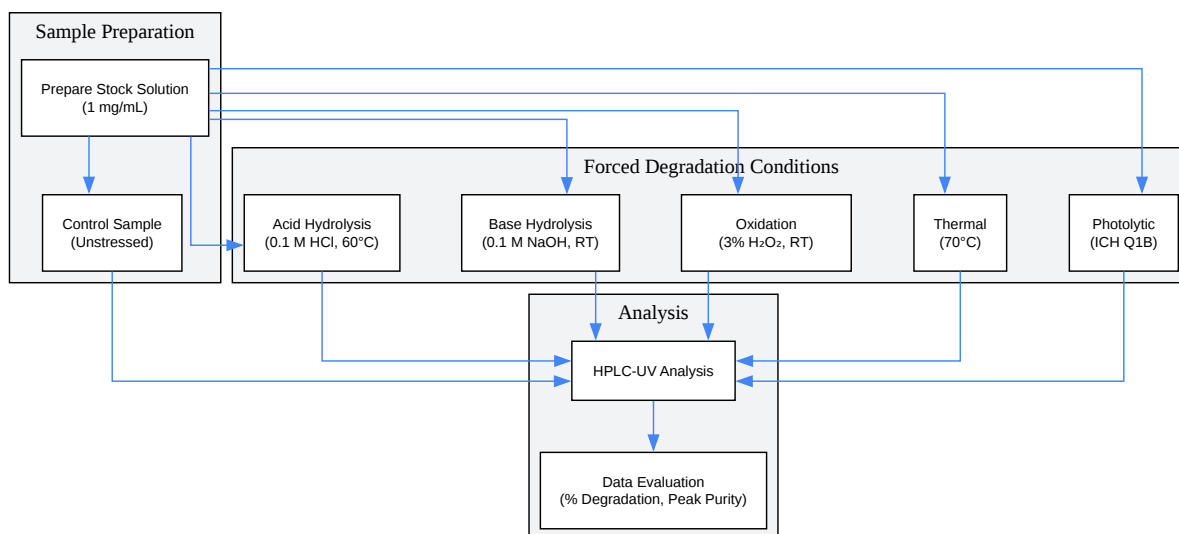 Sample Preparation
Prepare Stock Solution
(1 mg/mL)
Forced Degradation Conditions
Control Sample
(Unstressed)
Acid Hydrolysis
(0.1 M HCl, 60°C)
Base Hydrolysis
(0.1 M NaOH, RT)
Oxidation
(3% H₂O₂, RT)
Thermal
(70°C)
Photolytic
(ICH Q1B)
Analysis
HPLC-UV Analysis
Data Evaluation
(% Degradation, Peak Purity)